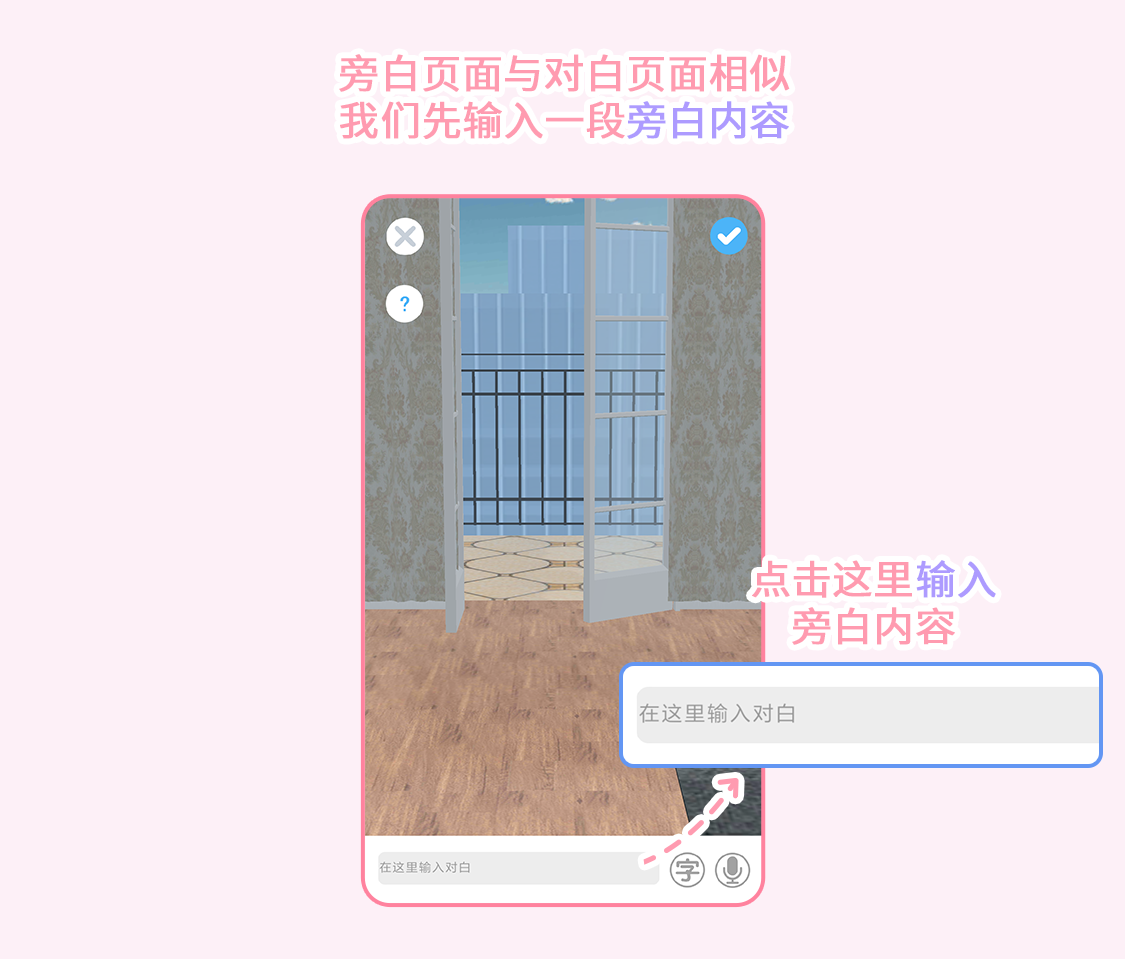 旁白页面与对白页面相似
我们先输入一段旁白内容
?
点击这里输入
旁白内容
在这里输入对白
在这里输入对白
字